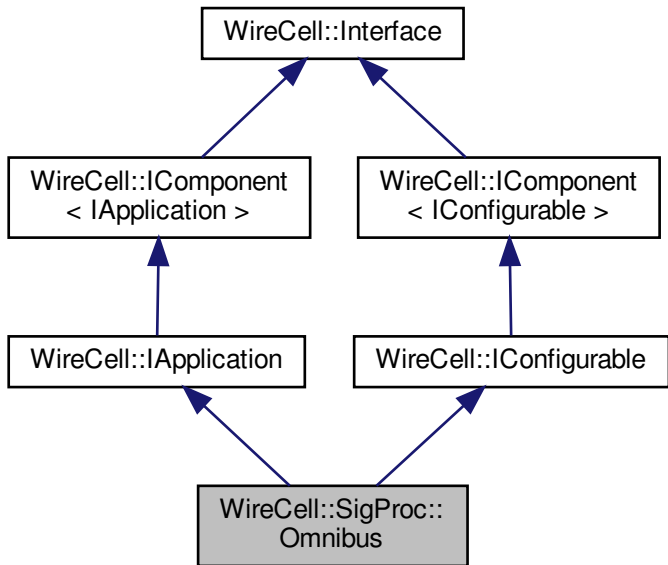 WireCell::Interface
WireCell::IComponent
< IApplication >
WireCell::IComponent
< IConfigurable >
WireCell::IApplication
WireCell::IConfigurable
WireCell::SigProc::
Omnibus